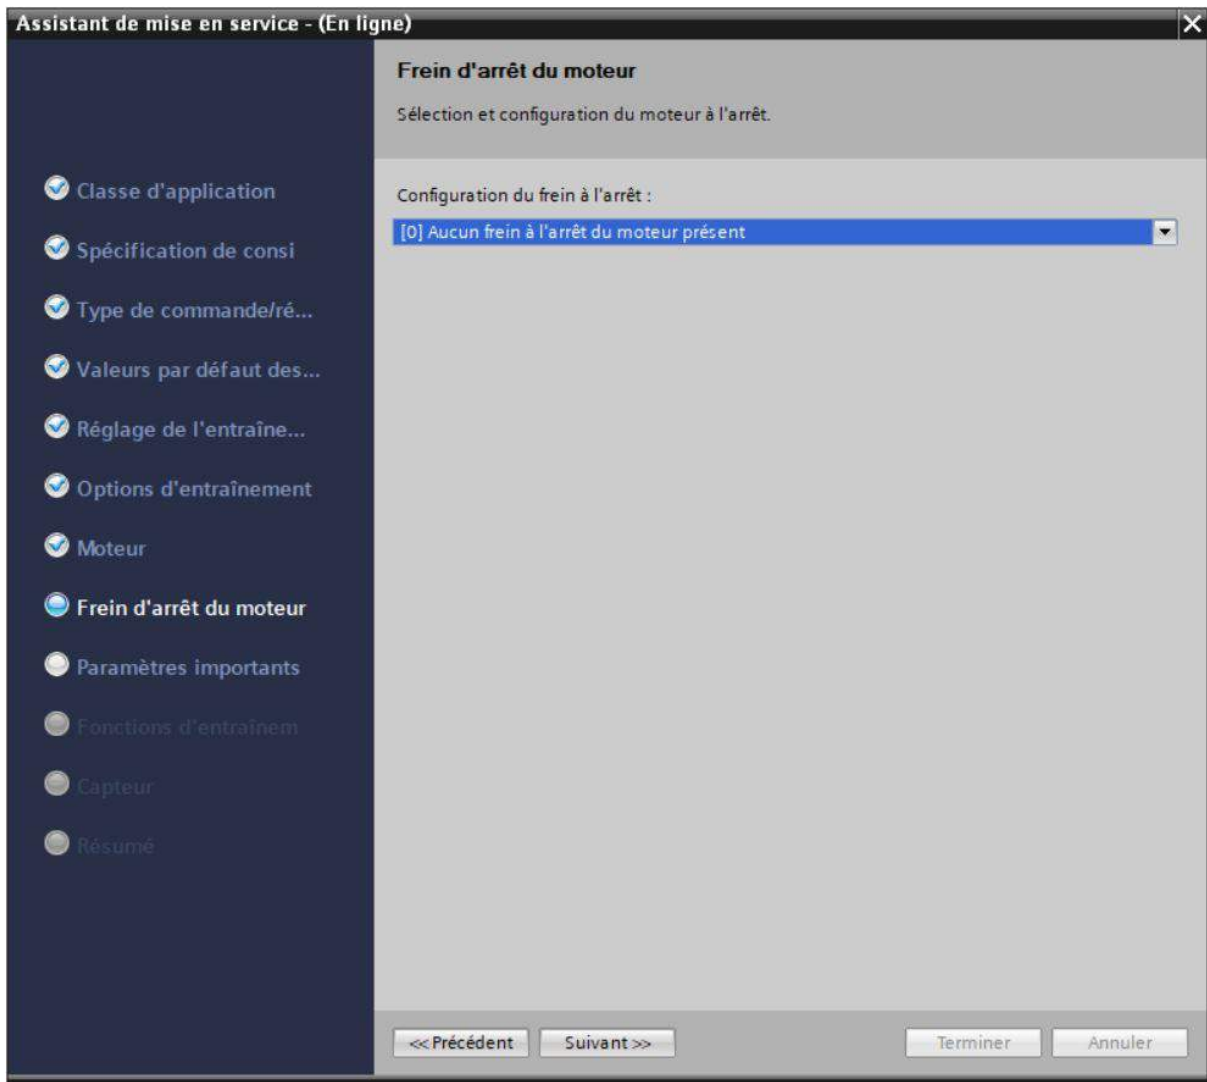 Assistant de mise en service - (En ligne)
Frein d'arrêt du moteur
Sélection et configuration du moteur à l'arrêt.
Classe d'application
Spécification de consi
Type de commande/ré...
Valeurs par défaut des...
Réglage de l'entraîne...
Options d'entraînement
Moteur
Frein d'arrêt du moteur
Paramètres importants
Fonctions d'entraînem
Capteur
Résumé
Configuration du frein à l'arrêt :
[0] Aucun frein à l'arrêt du moteur présent
<< Précédent
Suivant >>
Terminer
Annuler